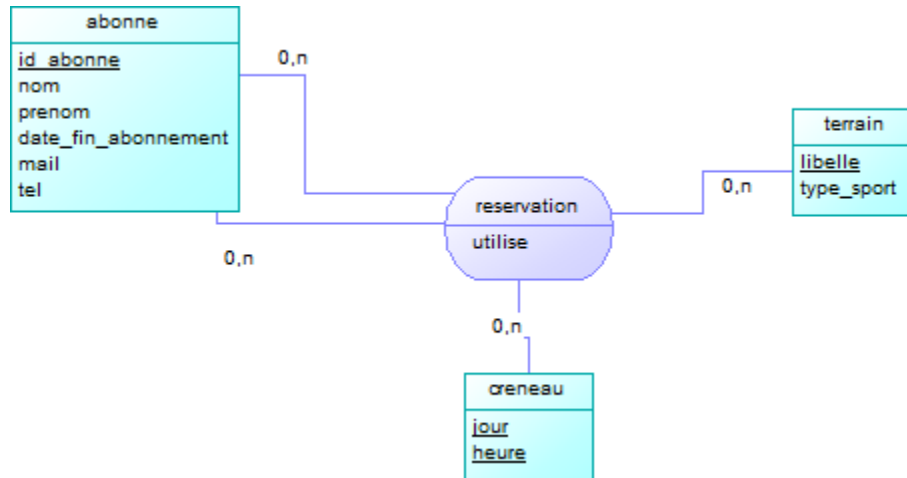 abonne
id_abonne
nom
prenom
date_fin_abonnement
mail
tel
0,n
0,n
reservation
utilise
0,n
terrain
libelle
type_sport
0,n
creneau
jour
heure